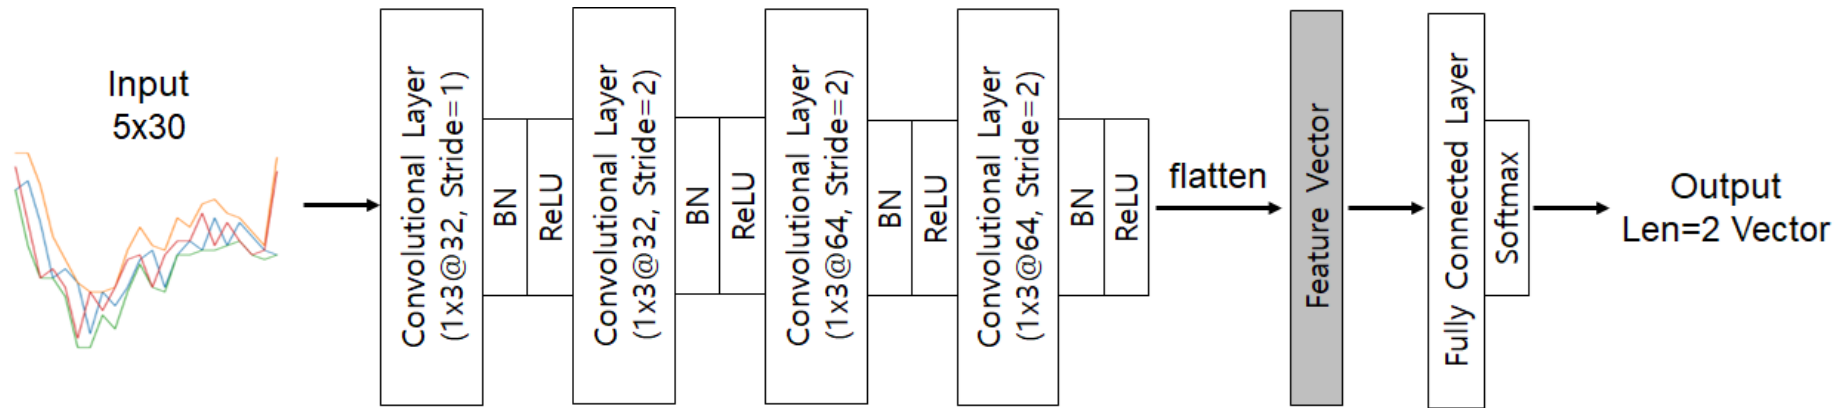 Input
5x30
Convolutional Layer
(1x3@32, Stride=1)
BN
ReLU
Convolutional Layer
(1x3@32, Stride=2)
BN
ReLU
Convolutional Layer
(1x3@64, Stride=2)
BN
ReLU
Convolutional Layer
(1x3@64, Stride=2)
BN
ReLU
flatten
Feature Vector
Fully Connected Layer
Softmax
Output
Len=2 Vector